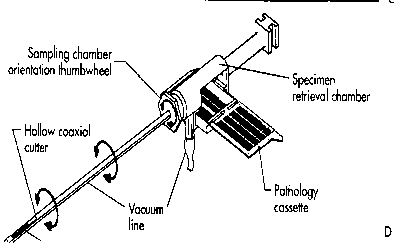 Sampling chamber
orientation thumbwheel
Specimen
retrieval chamber
Hollow coaxial
cutter
Vacuum
line
Pathology
cassette
D